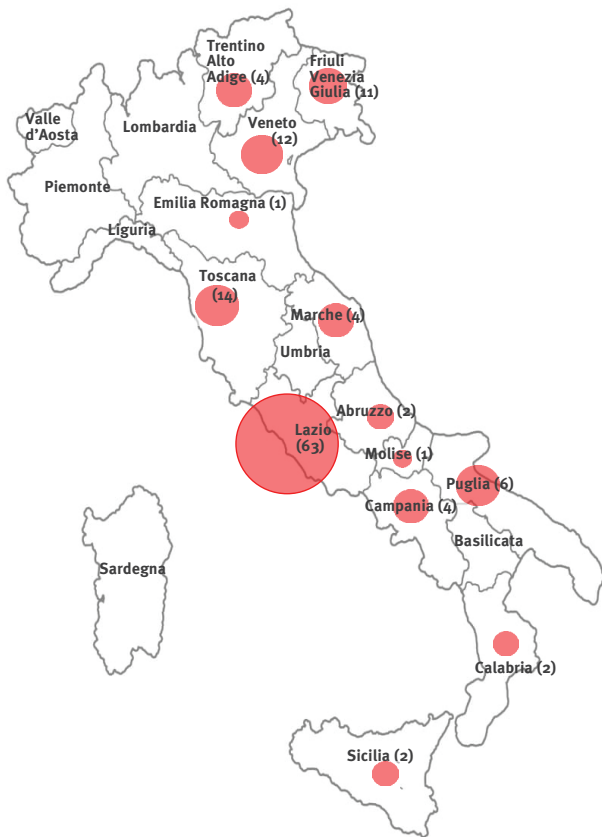 Trentino
Alto
Adige (4)
Friuli
Venezia
Giulia (11)
Valle
d'Aosta
Lombardia
Veneto
(12)
Piemonte
Emilia Romagna (1)
Liguria
Toscana
(14)
Marche (4)
Umbria
Abruzzo (2)
Lazio
(63)
Molise (1)
Puglia (6)
Campania (4)
Basilicata
Sardegna
Calabria (2)
Sicilia (2)